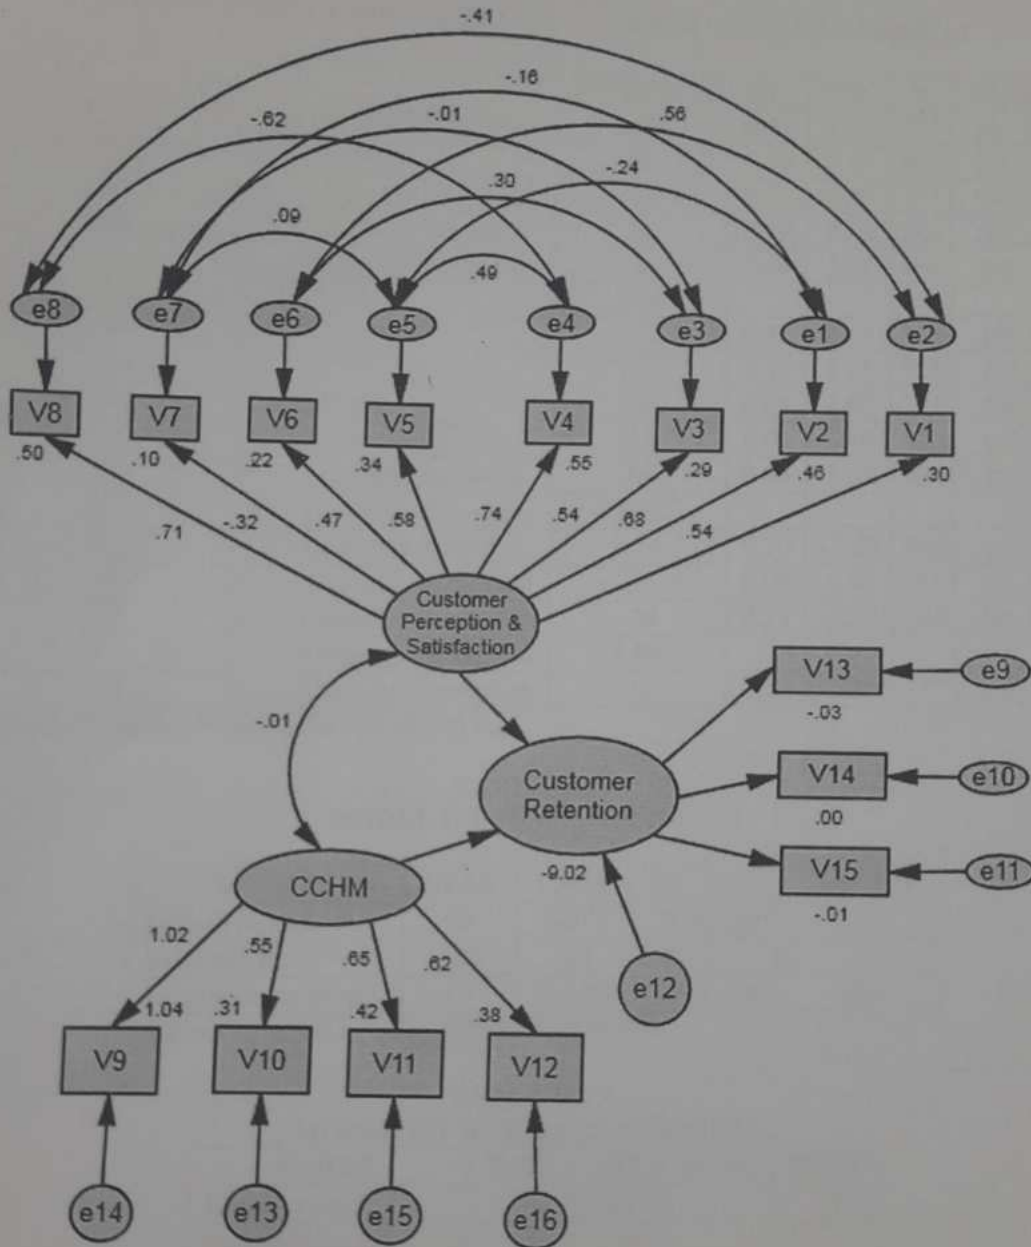 -.41
-.16
-.62 -.01 .56
.30 -.24
.09
.49
e8 e7 e6 e5 e4 e3 e1 e2
V8 V7 V6 V5 V4 V3 V2 V1
.50 .10 .22 .34 .55 .29 .46 .30
.71 -.32 .47 .58 .74 .54 .68 .54
Customer
Perception &
Satisfaction
V13 e9
-.03
-.01
Customer
Retention
V14 e10
.00
-9.02
V15 e11
-.01
CCHM
1.02 .55 .65 .62
e12
1.04 .31 .42 .38
V9 V10 V11 V12
e14 e13 e15 e16